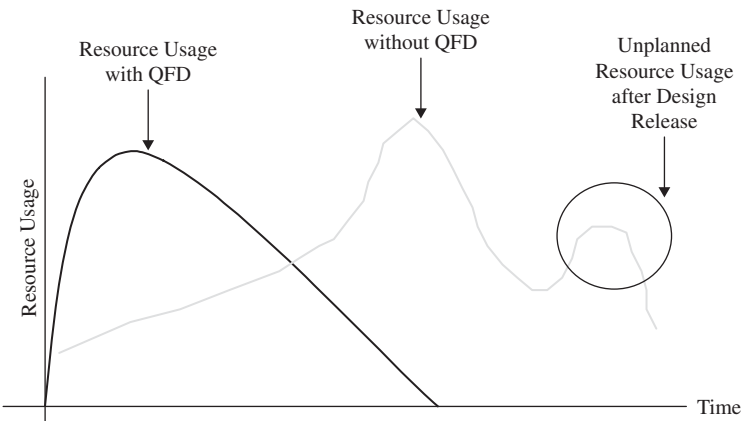 Resource Usage
with QFD
Resource Usage
without QFD
Unplanned
Resource Usage
after Design
Release
Resource Usage
Time